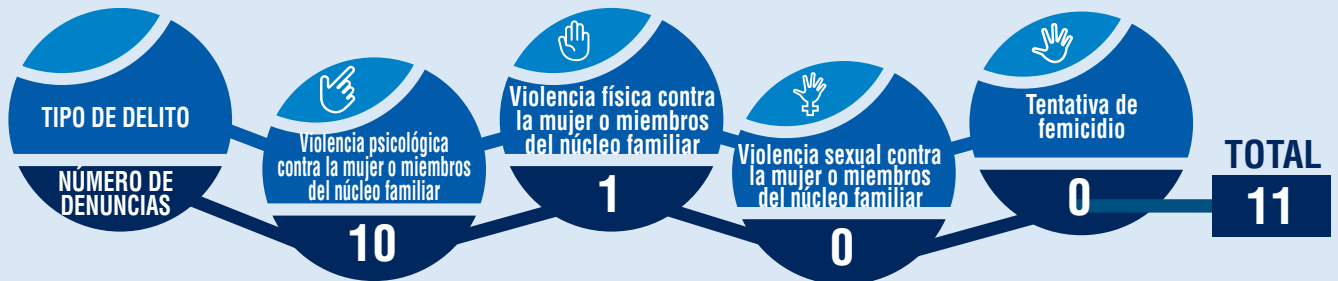 TIPO DE DELITO
NÚMERO DE
DENUNCIAS
Violencia psicológica
contra la mujer o miembros
del núcleo familiar
10
Violencia física contra
la mujer o miembros
del núcleo familiar
1
Violencia sexual contra
la mujer o miembros
del núcleo familiar
0
Tentativa de
femicidio
0
TOTAL
11